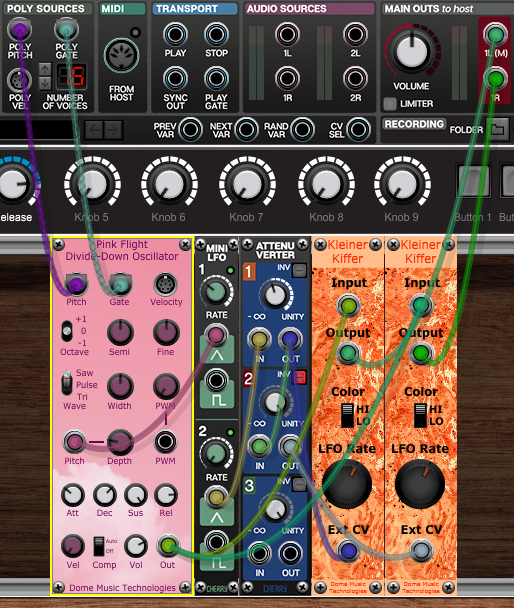 POLY SOURCES
MIDI
TRANSPORT
AUDIO SOURCES
MAIN OUTS to host
POLY PITCH
POLY GATE
POLY VEL
NUMBER OF VOICES
5
FROM HOST
PLAY
STOP
SYNC OUT
PLAY GATE
1L
2L
1R
2R
VOLUME
LIMITER
1L (M)
1R
RECORDING
FOLDER
PREV VAR
NEXT VAR
RAND VAR
CV SEL
elease
Knob 5
Knob 6
Knob 7
Knob 8
Knob 9
Button 1
Bu
Pink Flight
Divide-Down Oscillator
Pitch
Gate
Velocity
+1
0
-1
Octave
Semi
Fine
Saw
Pulse
Tri
Wave
Width
PWM
Pitch
Depth
PWM
Att
Dec
Sus
Rel
Vel
Auto
Off
Comp
Vol
Out
Dome Music Technologies
MINI
LFO
1
RATE
2
RATE
CHERRY
ATTENU
VERTER
1
INV
-∞
UNITY
IN
OUT
2
INV
-∞
UNITY
IN
OUT
3
INV
-∞
UNITY
IN
OUT
CHERRY
Kleiner
Kiffer
Input
Output
Color
HI
LO
LFO Rate
Ext CV
Dome Music
Technologies
Kleiner
Kiffer
Input
Output
Color
HI
LO
LFO Rate
Ext CV
Dome Music
Technologies